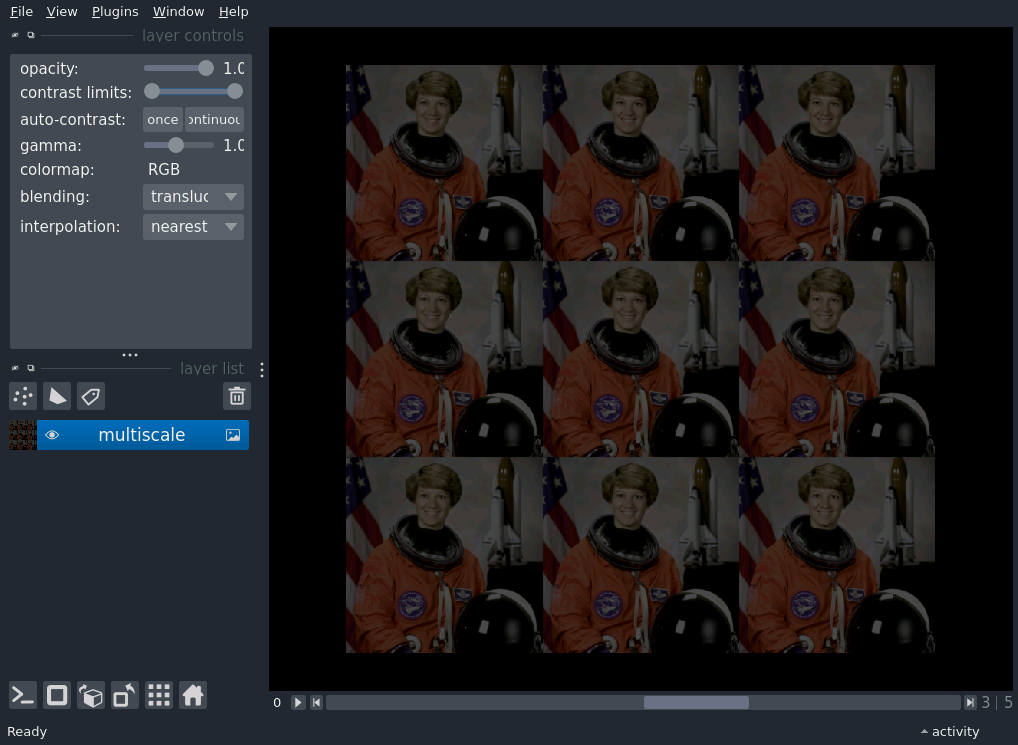 File View Plugins Window Help
layer controls
opacity: 1.0
contrast limits:
auto-contrast: once ontinuou
gamma: 1.0
colormap: RGB
blending: transluc
interpolation: nearest
layer list
multiscale
0 3 | 5
Ready activity